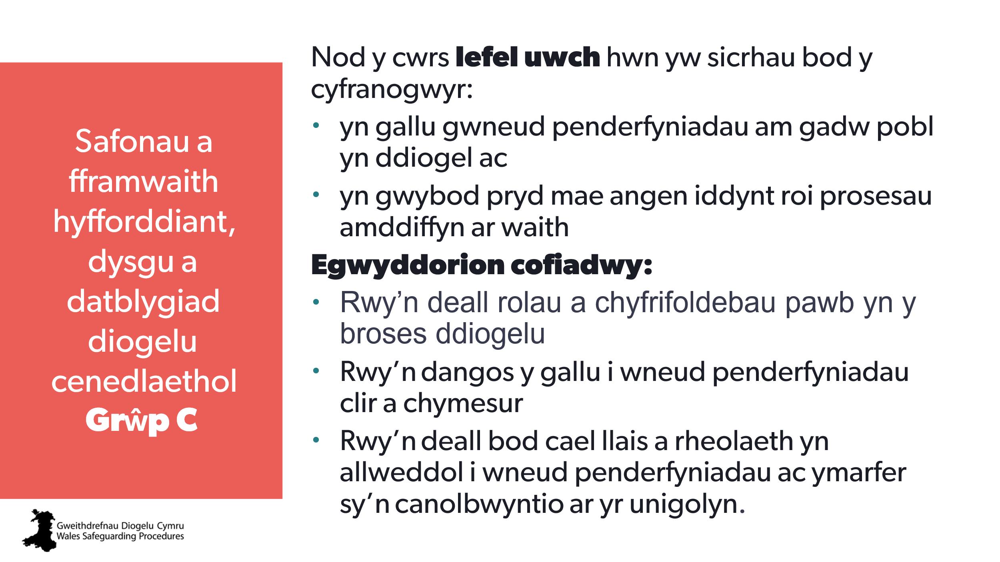 Safonau a
fframwaith
hyfforddiant,
dysgu a
datblygiad
diogelu
cenedlaethol
Grŵp C
Nod y cwrs lefel uwch hwn yw sicrhau bod y
cyfranogwyr:
• yn gallu gwneud penderfyniadau am gadw pobl
yn ddiogel ac
• yn gwybod pryd mae angen iddynt roi prosesau
amddiffyn ar waith
Egwyddorion cofiadwy:
• Rwy’n deall rolau a chyfrifoldebau pawb yn y
broses ddiogelu
• Rwy’n dangos y gallu i wneud penderfyniadau
clir a chymesur
• Rwy’n deall bod cael llais a rheolaeth yn
allweddol i wneud penderfyniadau ac ymarfer
sy’n canolbwyntio ar yr unigolyn.
Gweithdrefnau Diogelu Cymru
Wales Safeguarding Procedures